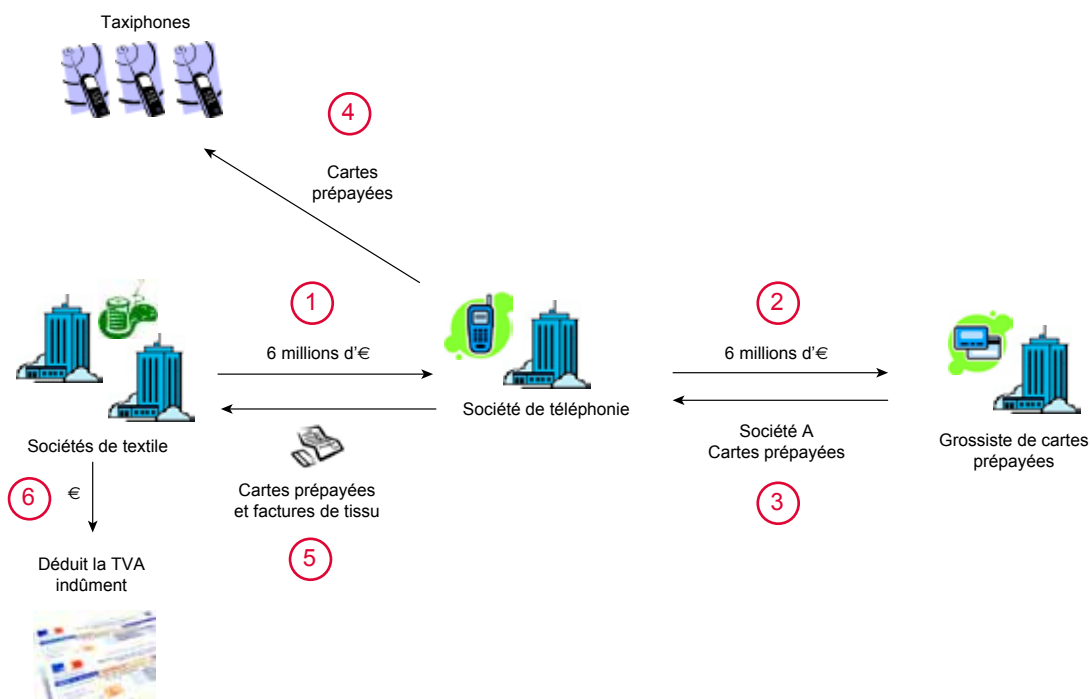 Taxiphones
4
Cartes
prépayées
1
2
6 millions d'€
6 millions d'€
Société de téléphonie
Sociétés de textile
Société A
Cartes prépayées
Grossiste de cartes
prépayées
6
€
Cartes prépayées
et factures de tissu
3
5
Déduit la TVA
indûment